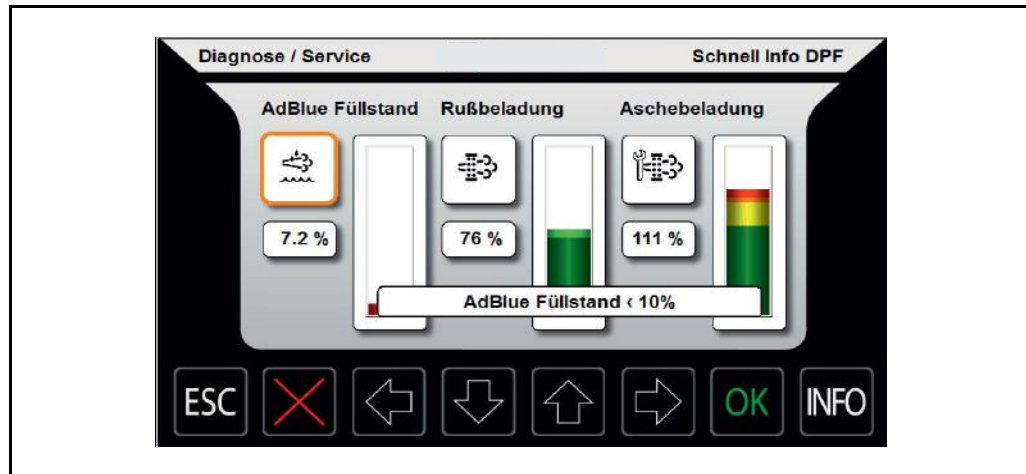 Diagnose / Service
Schnell Info DPF
AdBlue Füllstand
Rußbeladung
Aschebeladung
7.2 %
76 %
111 %
AdBlue Füllstand ‹ 10%
ESC
OK
INFO